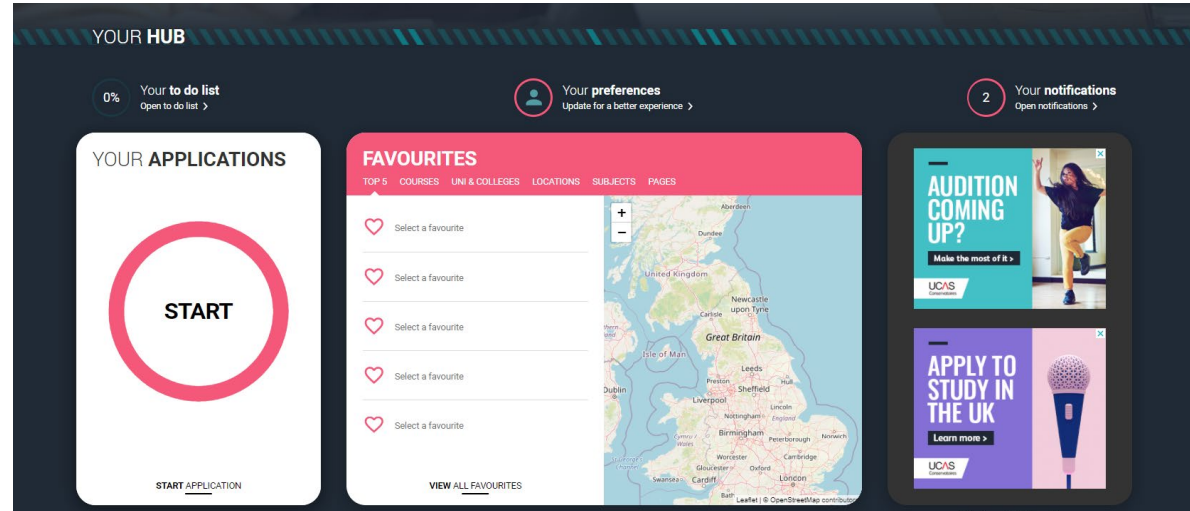 YOUR HUB
0%
Your to do list
Open to do list >
Your preferences
Update for a better experience >
2
Your notifications
Open notifications >
YOUR APPLICATIONS
START
START APPLICATION
FAVOURITES
TOP 5 COURSES UNI & COLLEGES LOCATIONS SUBJECTS PAGES
Select a favourite
Select a favourite
Select a favourite
Select a favourite
Select a favourite
VIEW ALL FAVOURITES
+
−
Aberdeen
Dundee
United Kingdom
Newcastle
upon Tyne
Carlisle
Great Britain
Isle of Man
Leeds
Preston
Hull
Dublin
Sheffield
Liverpool
Lincoln
Nottingham
England
Birmingham
Peterborough
Norwich
Wales
Worcester
Cambridge
Gloucester
Oxford
Swansea
Cardiff
London
Bath
Leaflet | © OpenStreetMap contributors
AUDITION
COMING
UP?
Make the most of it >
UCAS
Conservatoires
APPLY TO
STUDY IN
THE UK
Learn more >
UCAS
Conservatoires